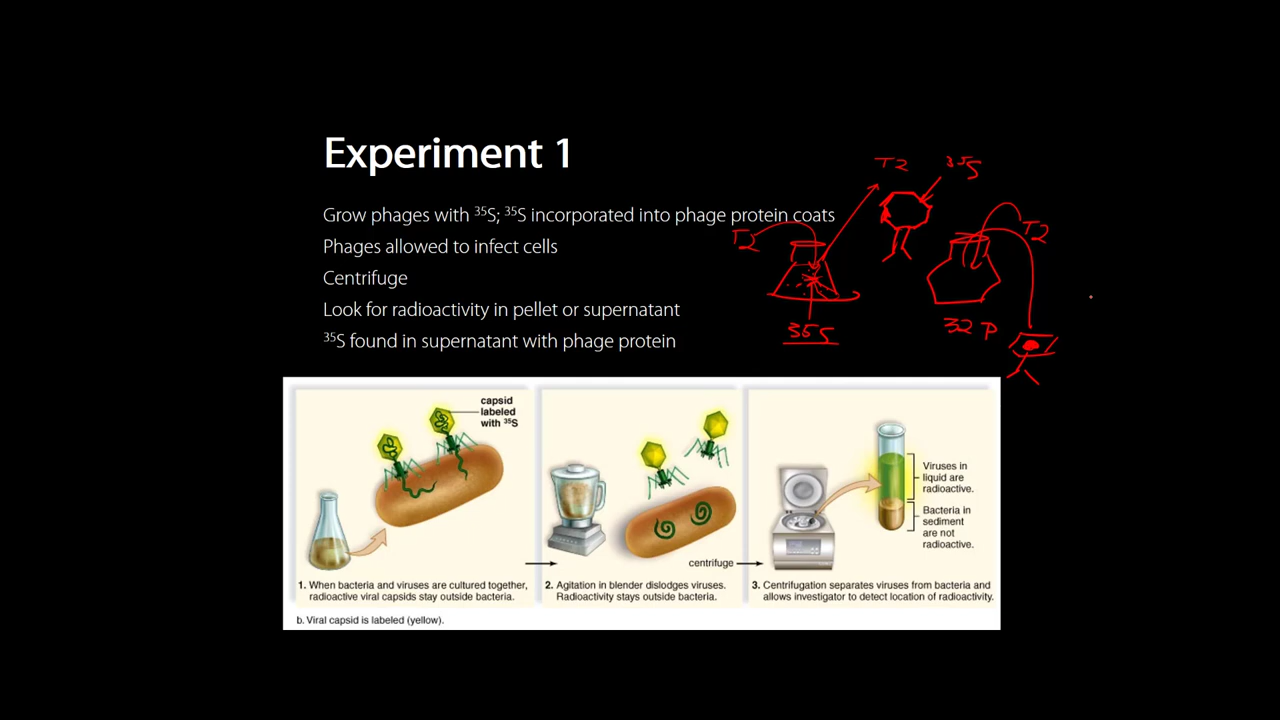 Experiment 1
Grow phages with ³⁵S; ³⁵S incorporated into phage protein coats
Phages allowed to infect cells
Centrifuge
Look for radioactivity in pellet or supernatant
³⁵S found in supernatant with phage protein
T2
35S
T2
T2
35S
32 P
capsid
labeled
with ³⁵S
Viruses in
liquid are
radioactive.
Bacteria in
sediment
are not
radioactive.
centrifuge
1. When bacteria and viruses are cultured together,
radioactive viral capsids stay outside bacteria.
2. Agitation in blender dislodges viruses.
Radioactivity stays outside bacteria.
3. Centrifugation separates viruses from bacteria and
allows investigator to detect location of radioactivity.
b. Viral capsid is labeled (yellow).